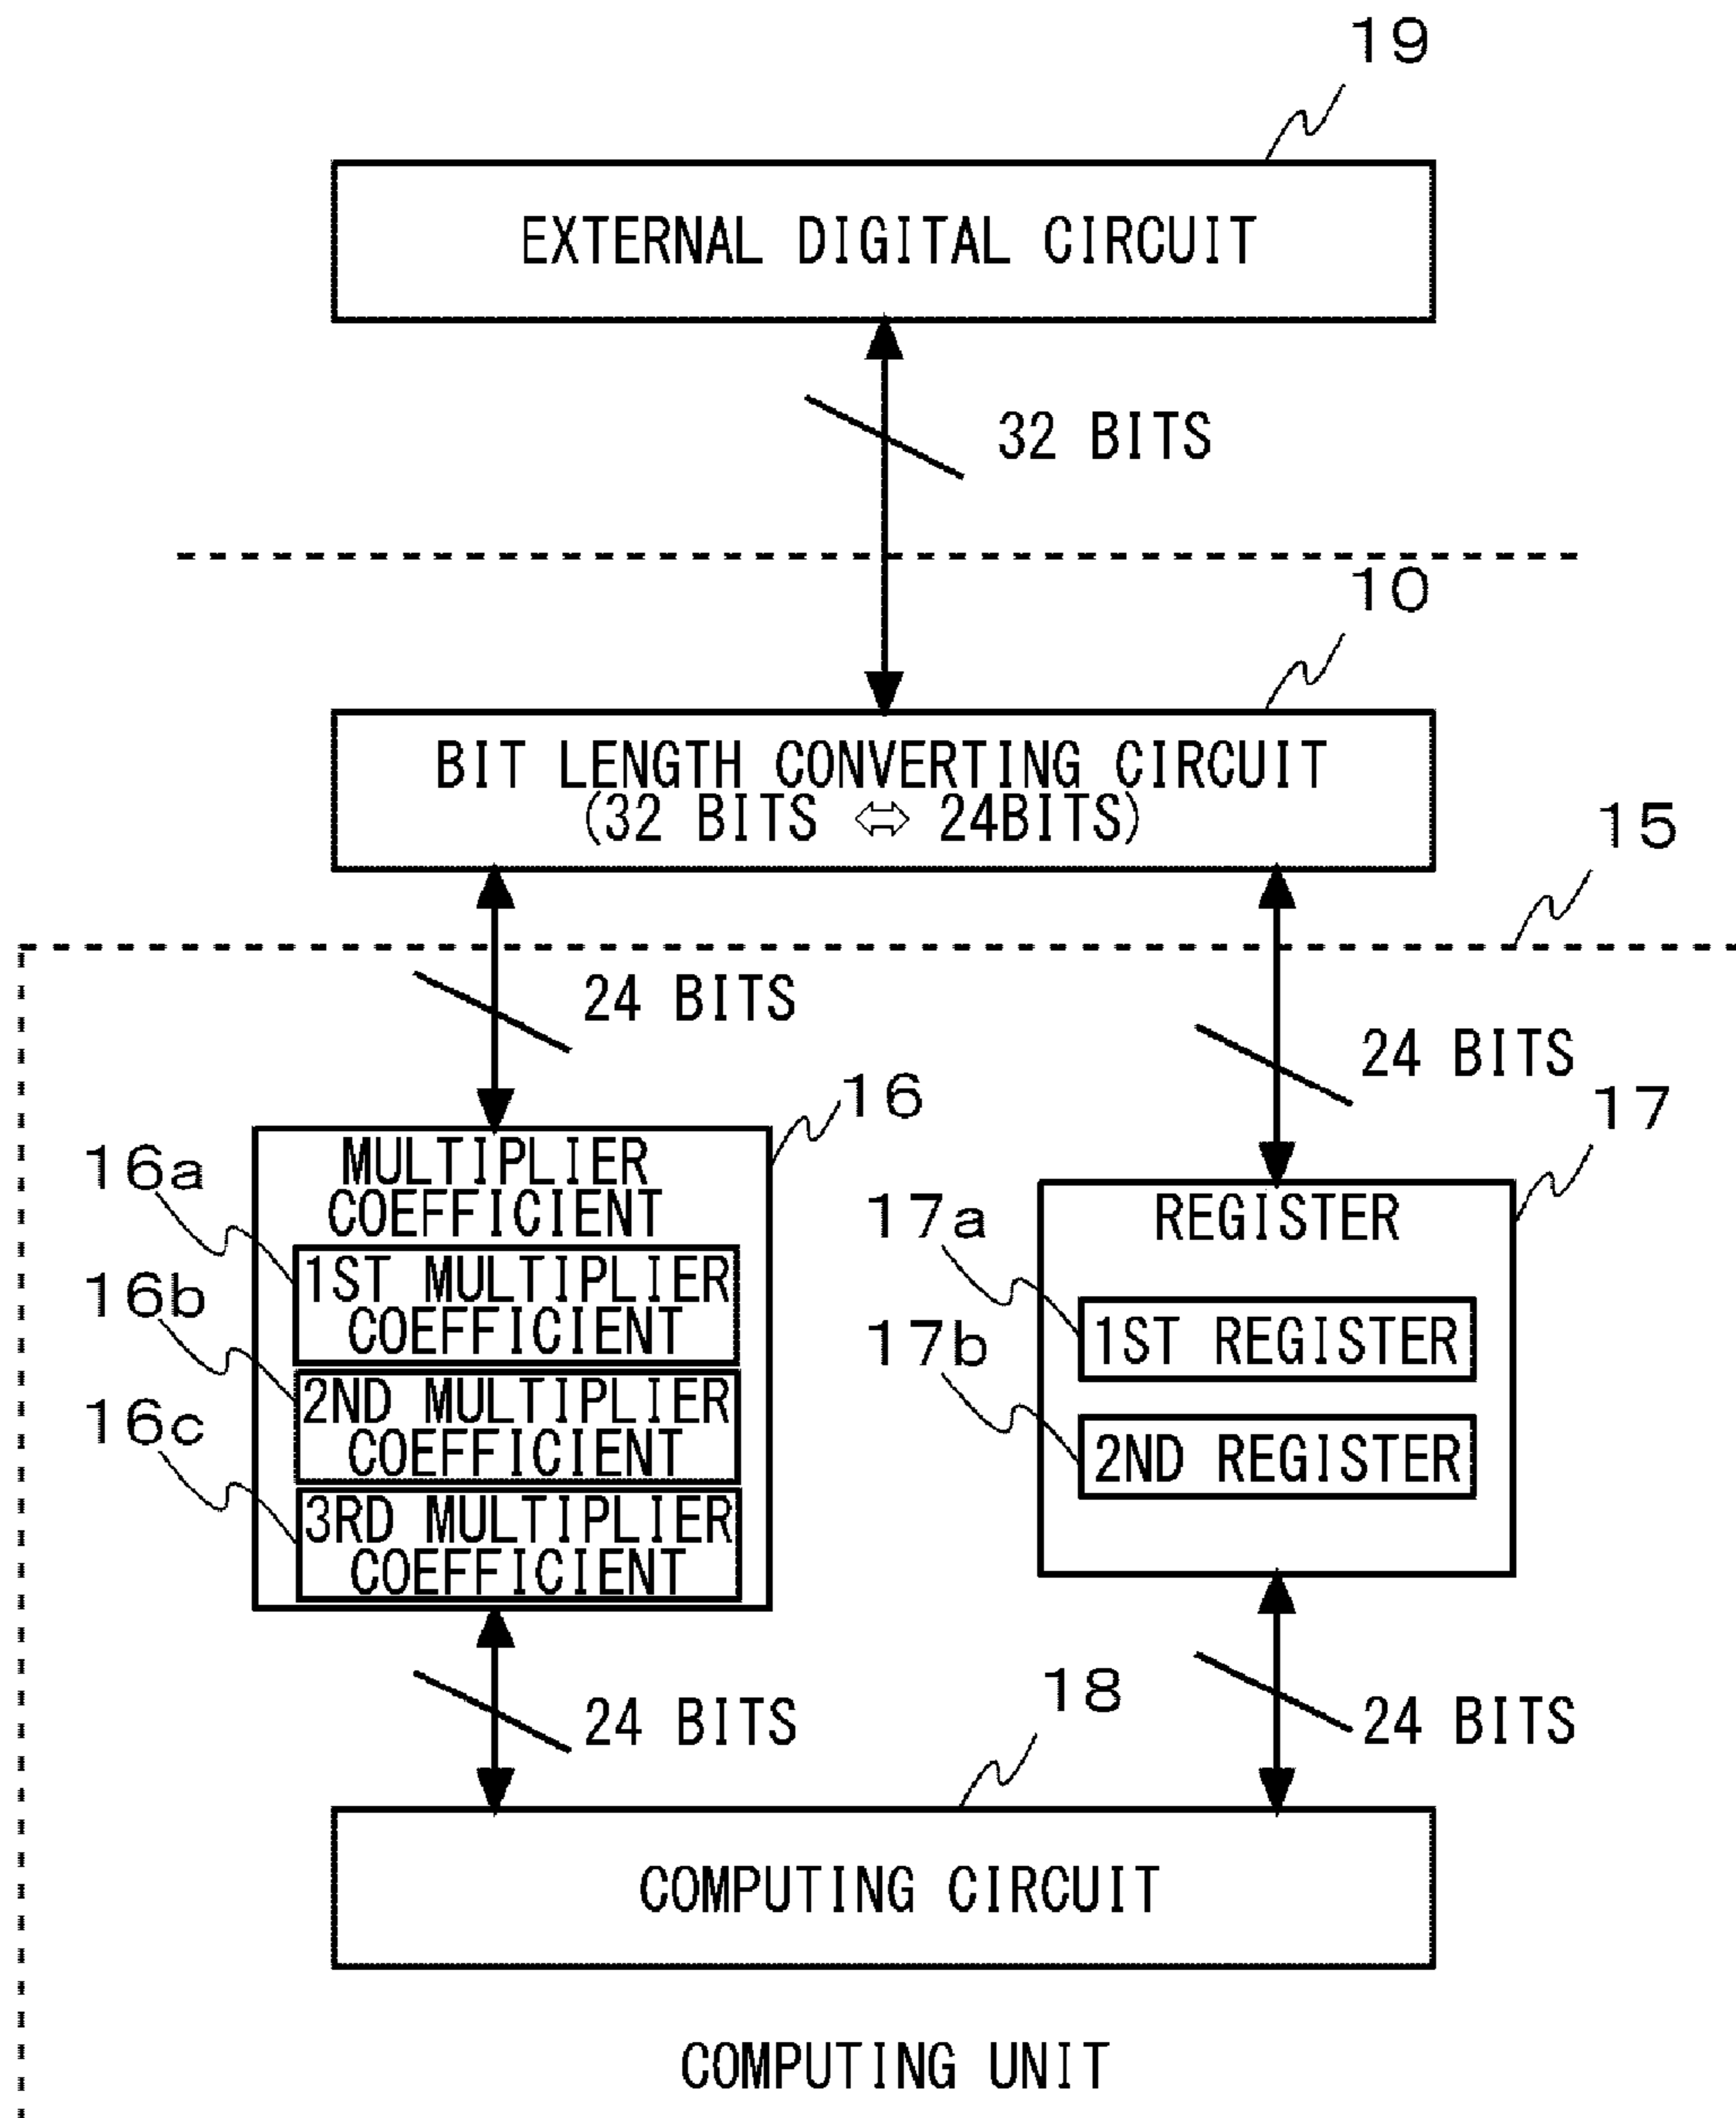 19
EXTERNAL DIGITAL CIRCUIT
32 BITS
10
BIT LENGTH CONVERTING CIRCUIT
(32 BITS ⇔ 24BITS)
15
24 BITS
24 BITS
16
17
MULTIPLIER
COEFFICIENT
16a
1ST MULTIPLIER
COEFFICIENT
16b
2ND MULTIPLIER
COEFFICIENT
16c
3RD MULTIPLIER
COEFFICIENT
REGISTER
17a
1ST REGISTER
17b
2ND REGISTER
24 BITS
18
24 BITS
COMPUTING CIRCUIT
COMPUTING UNIT